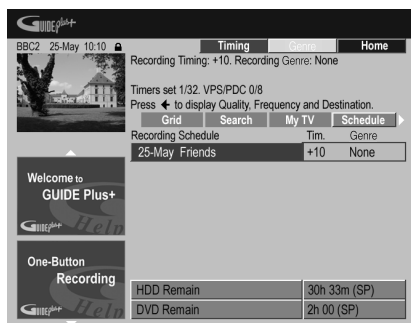 GUIDE Plus+
BBC2 25-May 10:10
Timing Genre Home
Recording Timing: +10. Recording Genre: None
Timers set 1/32. VPS/PDC 0/8
Press ← to display Quality, Frequency and Destination.
Grid Search My TV Schedule
Recording Schedule Tim. Genre
25-May Friends +10 None
Welcome to
GUIDE Plus+
GUIDE Plus+ Help
One-Button
Recording
GUIDE Plus+ Help
HDD Remain 30h 33m (SP)
DVD Remain 2h 00 (SP)